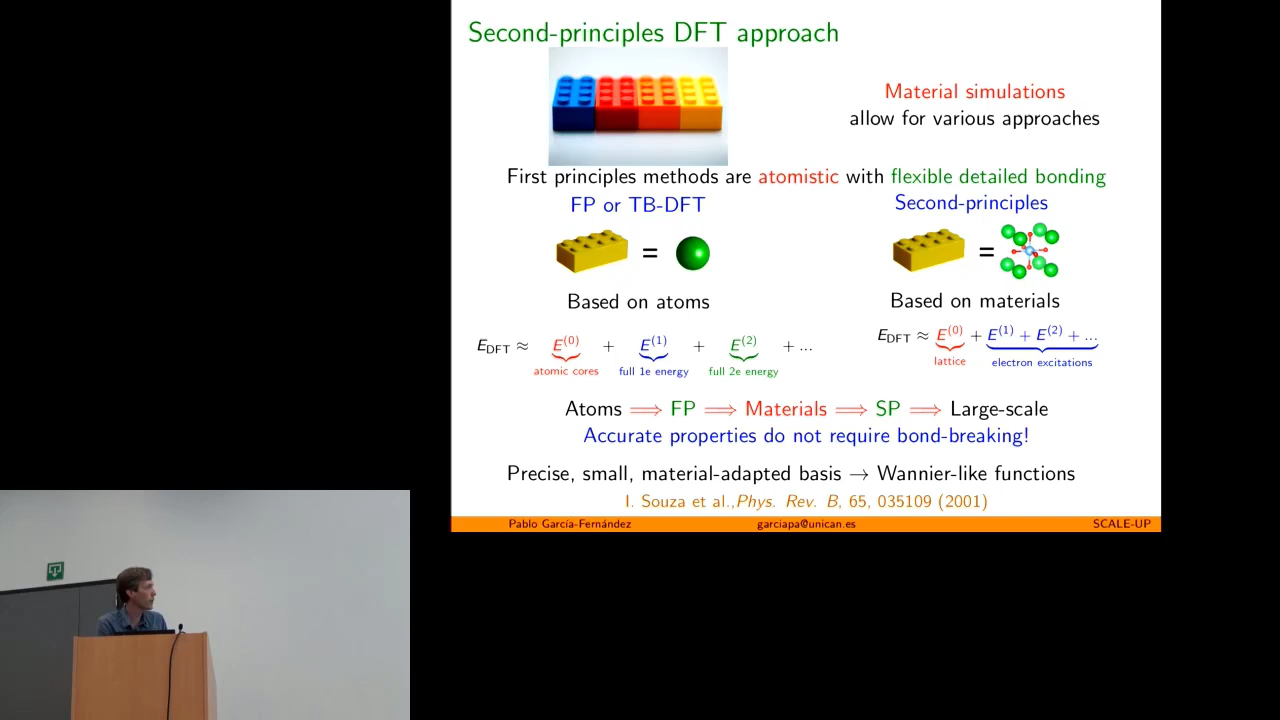 Second-principles DFT approach
Material simulations
allow for various approaches
First principles methods are atomistic with flexible detailed bonding
FP or TB-DFT
Second-principles
=
=
Based on atoms
Based on materials
E_DFT ≈ E^(0) + E^(1) + E^(2) + ...
atomic cores full 1e energy full 2e energy
E_DFT ≈ E^(0) + E^(1) + E^(2) + ...
lattice electron excitations
Atoms ⟹ FP ⟹ Materials ⟹ SP ⟹ Large-scale
Accurate properties do not require bond-breaking!
Precise, small, material-adapted basis → Wannier-like functions
I. Souza et al.,Phys. Rev. B, 65, 035109 (2001)
Pablo García-Fernández garciapa@unican.es SCALE-UP